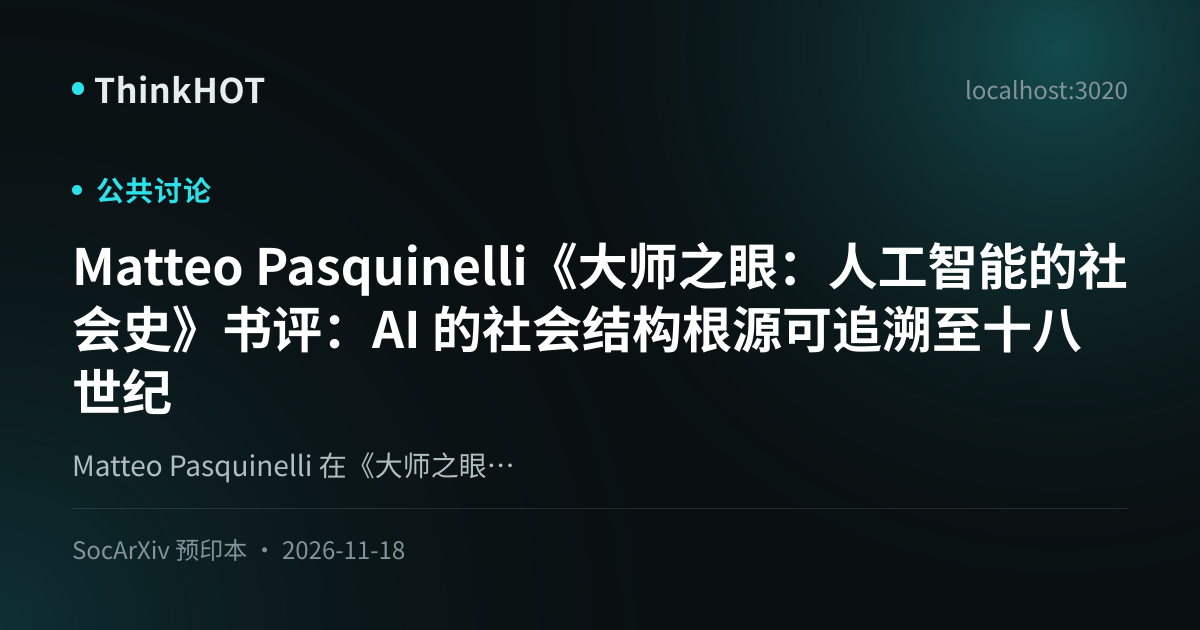 ThinkHOT
localhost:3020
公共讨论
Matteo Pasquinelli《大师之眼：人工智能的社
会史》书评：AI 的社会结构根源可追溯至十八
世纪
Matteo Pasquinelli 在《大师之眼…
SocArXiv 预印本 · 2026-11-18